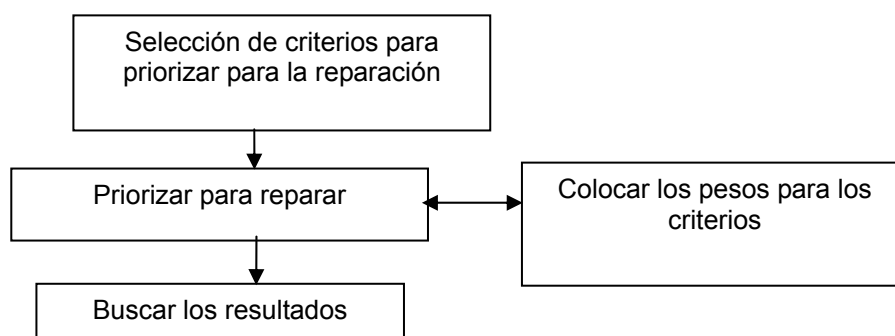 Selección de criterios para
priorizar para la reparación
Priorizar para reparar
Colocar los pesos para los
criterios
Buscar los resultados